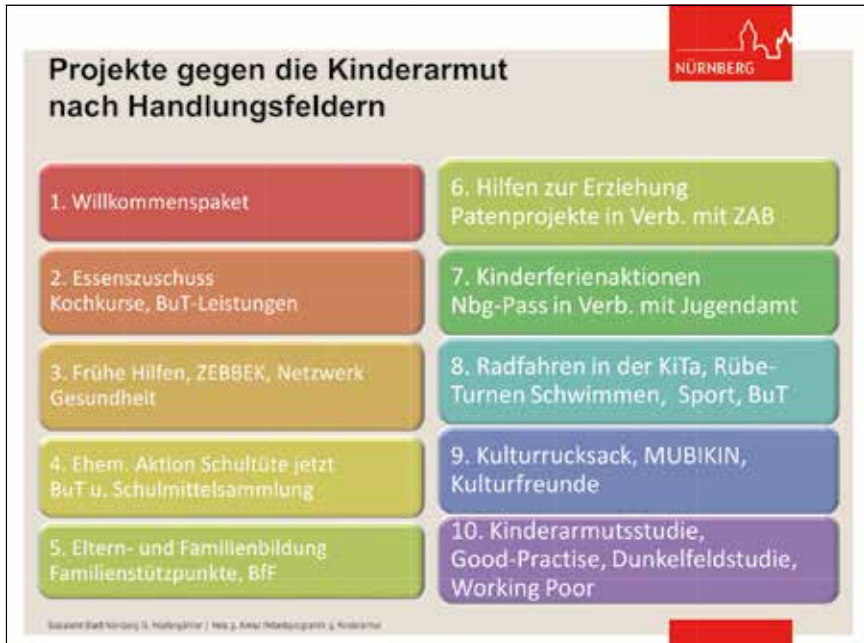 Projekte gegen die Kinderarmut
nach Handlungsfeldern
NÜRNBERG
1. Willkommenspaket
2. Essenszuschuss
Kochkurse, BuT-Leistungen
3. Frühe Hilfen, ZEBBEK, Netzwerk
Gesundheit
4. Ehem. Aktion Schultüte jetzt
BuT u. Schulmittelsammlung
5. Eltern- und Familienbildung
Familienstützpunkte, BfF
6. Hilfen zur Erziehung
Patenprojekte in Verb. mit ZAB
7. Kinderferienaktionen
Nbg-Pass in Verb. mit Jugendamt
8. Radfahren in der KiTa, Rübe-
Turnen Schwimmen, Sport, BuT
9. Kulturrucksack, MUBIKIN,
Kulturfreunde
10. Kinderarmutsstudie,
Good-Practise, Dunkelfeldstudie,
Working Poor
Stadt Nürnberg